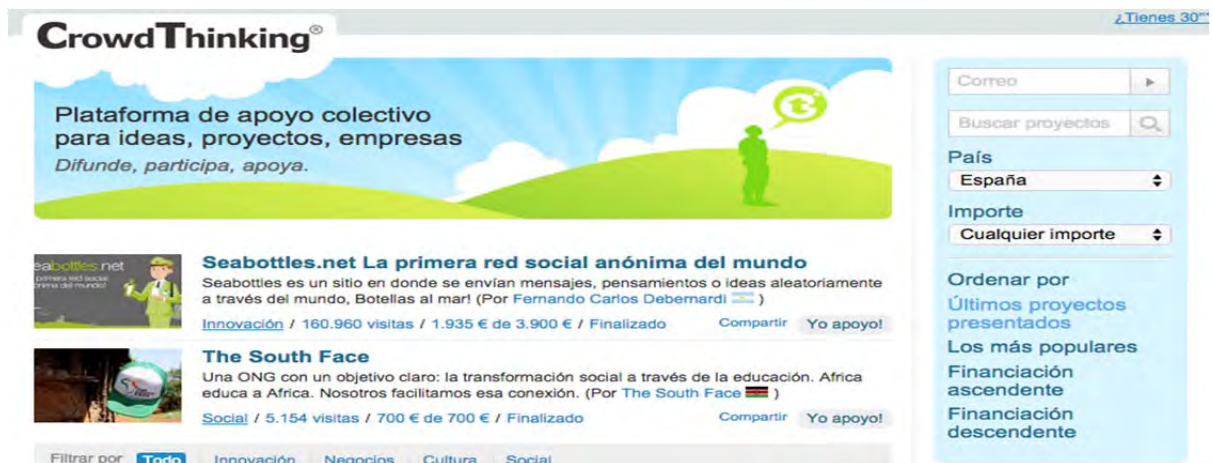 ¿Tienes 30"
CrowdThinking®
Plataforma de apoyo colectivo
para ideas, proyectos, empresas
Difunde, participa, apoya.
Seabottles.net La primera red social anónima del mundo
Seabottles es un sitio en donde se envían mensajes, pensamientos o ideas aleatoriamente
a través del mundo, Botellas al mar! (Por Fernando Carlos Debernardi )
Innovación / 160.960 visitas / 1.935 € de 3.900 € / Finalizado Compartir Yo apoyo!
The South Face
Una ONG con un objetivo claro: la transformación social a través de la educación. Africa
educa a Africa. Nosotros facilitamos esa conexión. (Por The South Face )
Social / 5.154 visitas / 700 € de 700 € / Finalizado Compartir Yo apoyo!
Filtrar por Todo Innovación Negocios Cultura Social
Correo
Buscar proyectos
País
España
Importe
Cualquier importe
Ordenar por
Últimos proyectos
presentados
Los más populares
Financiación
ascendente
Financiación
descendente